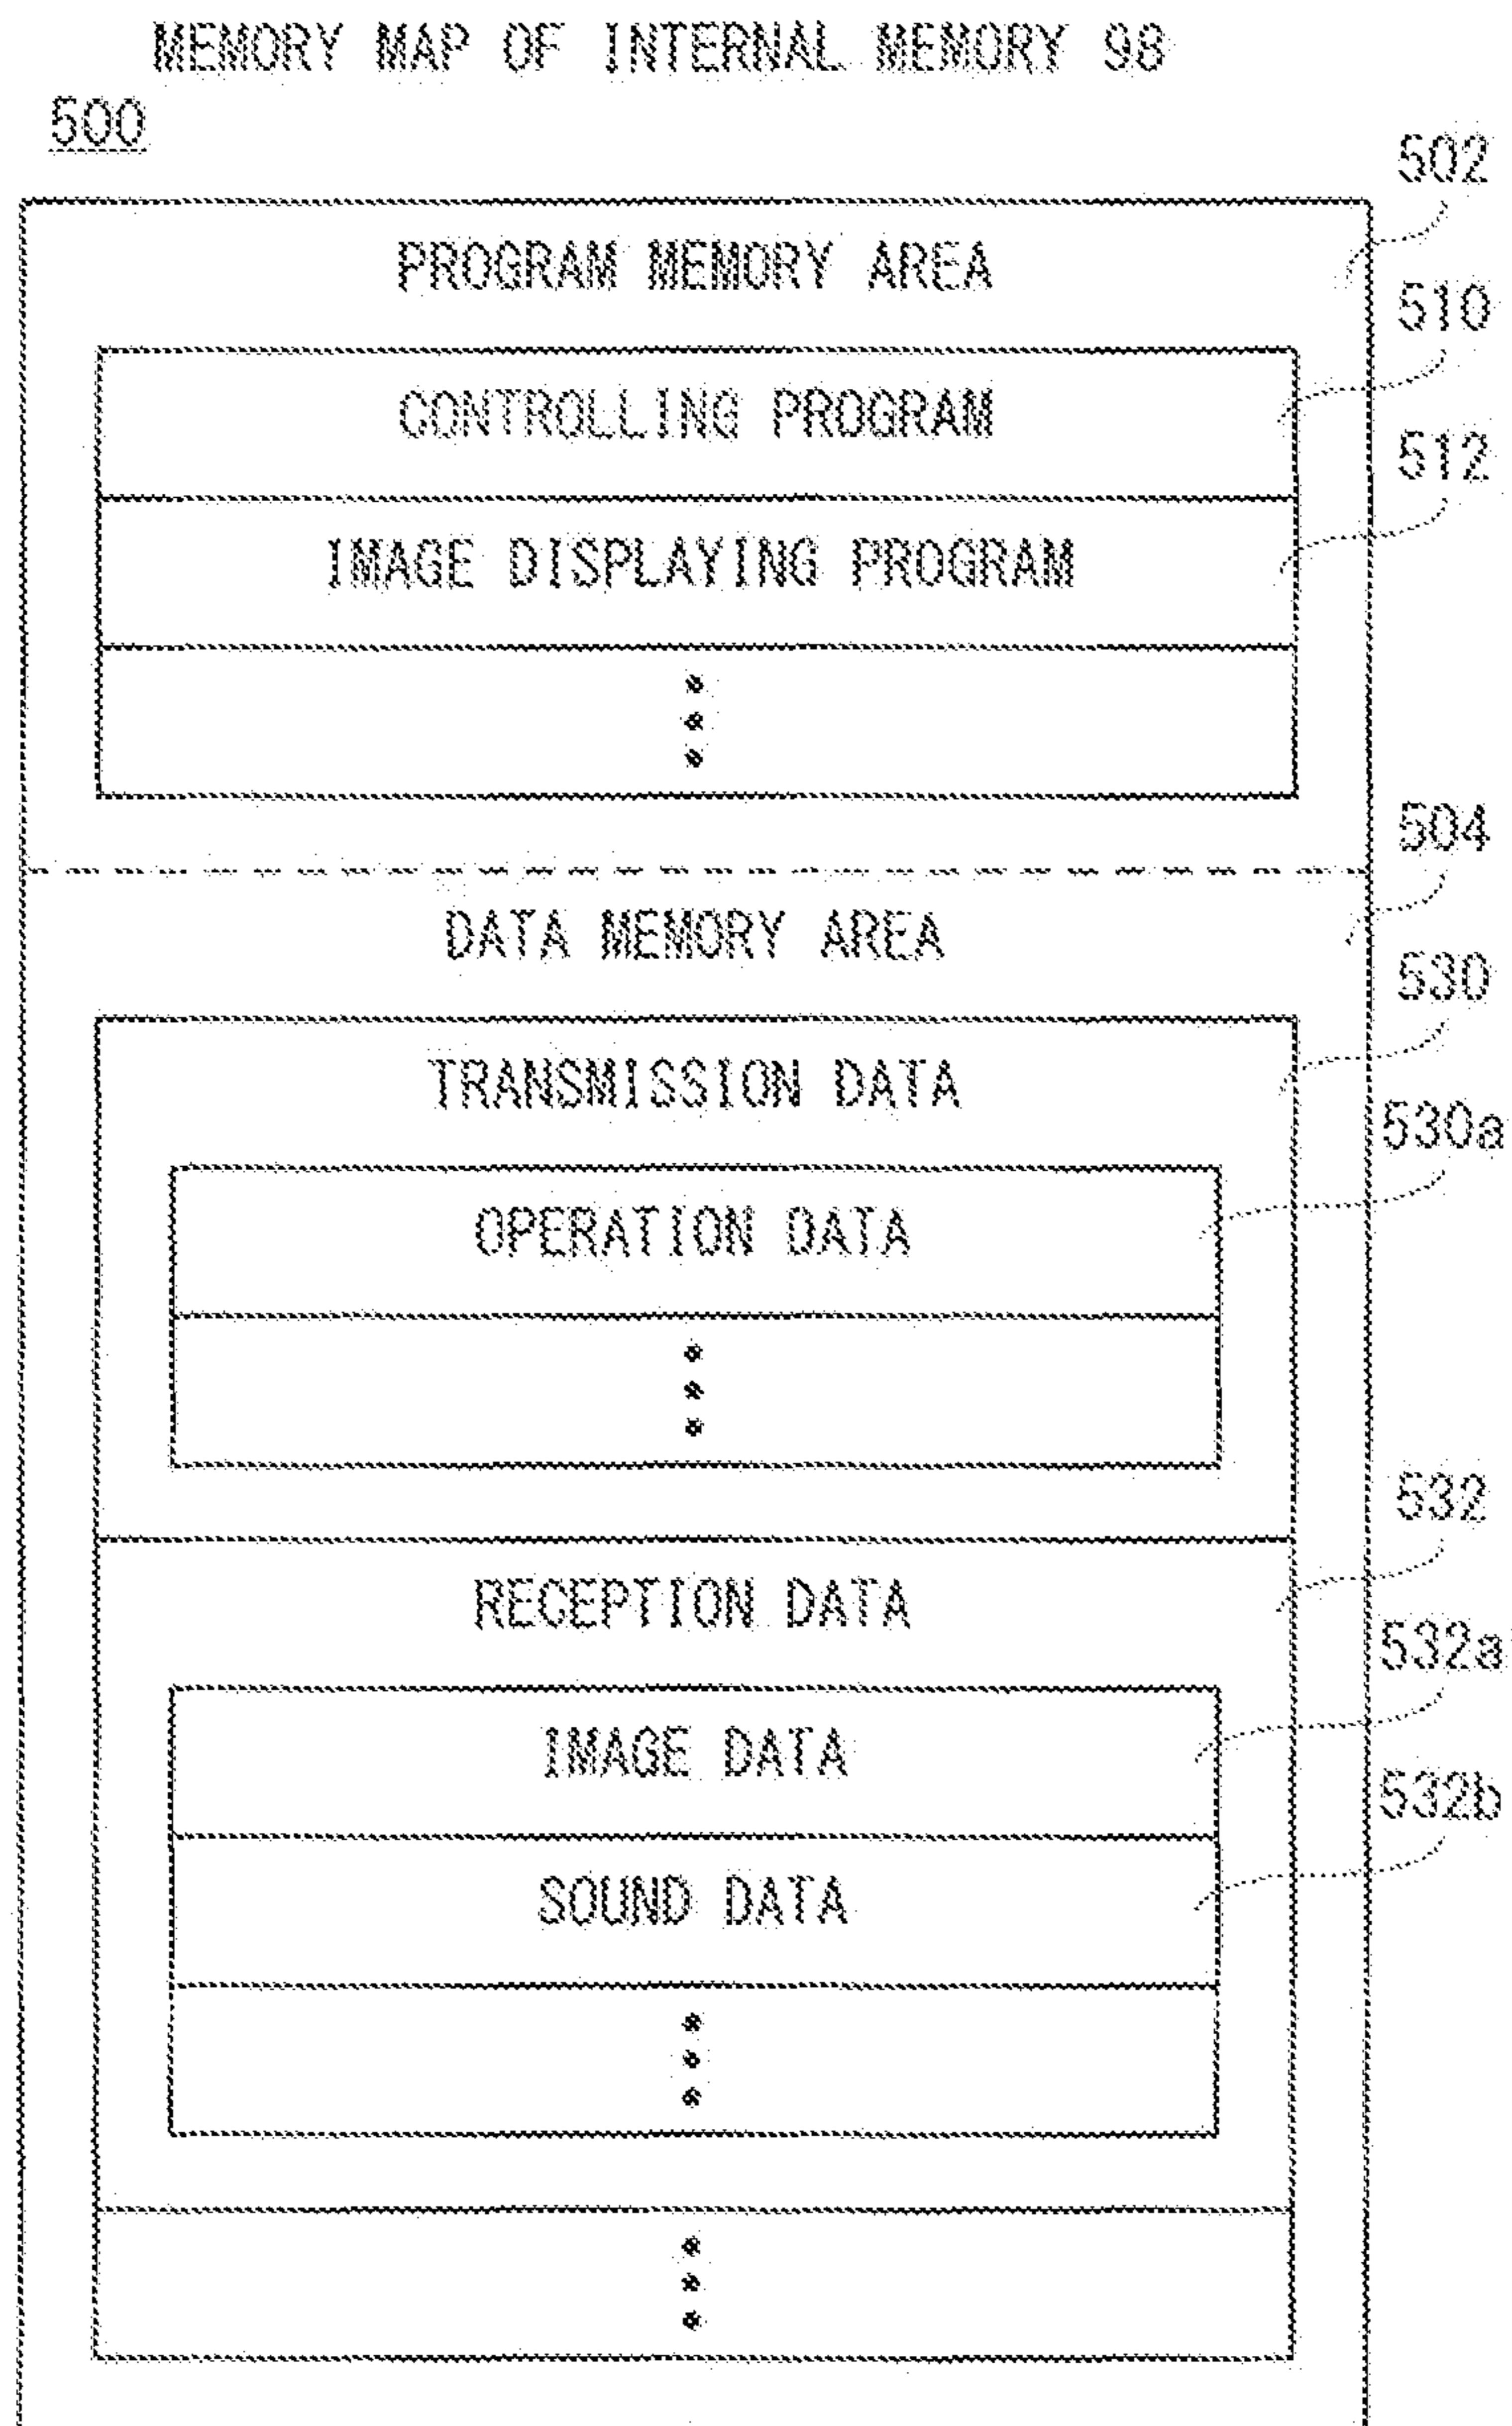 MEMORY MAP OF INTERNAL MEMORY 98
500
502
PROGRAM MEMORY AREA
510
CONTROLLING PROGRAM
512
IMAGE DISPLAYING PROGRAM
504
DATA MEMORY AREA
530
TRANSMISSION DATA
530a
OPERATION DATA
532
RECEPTION DATA
532a
IMAGE DATA
532b
SOUND DATA